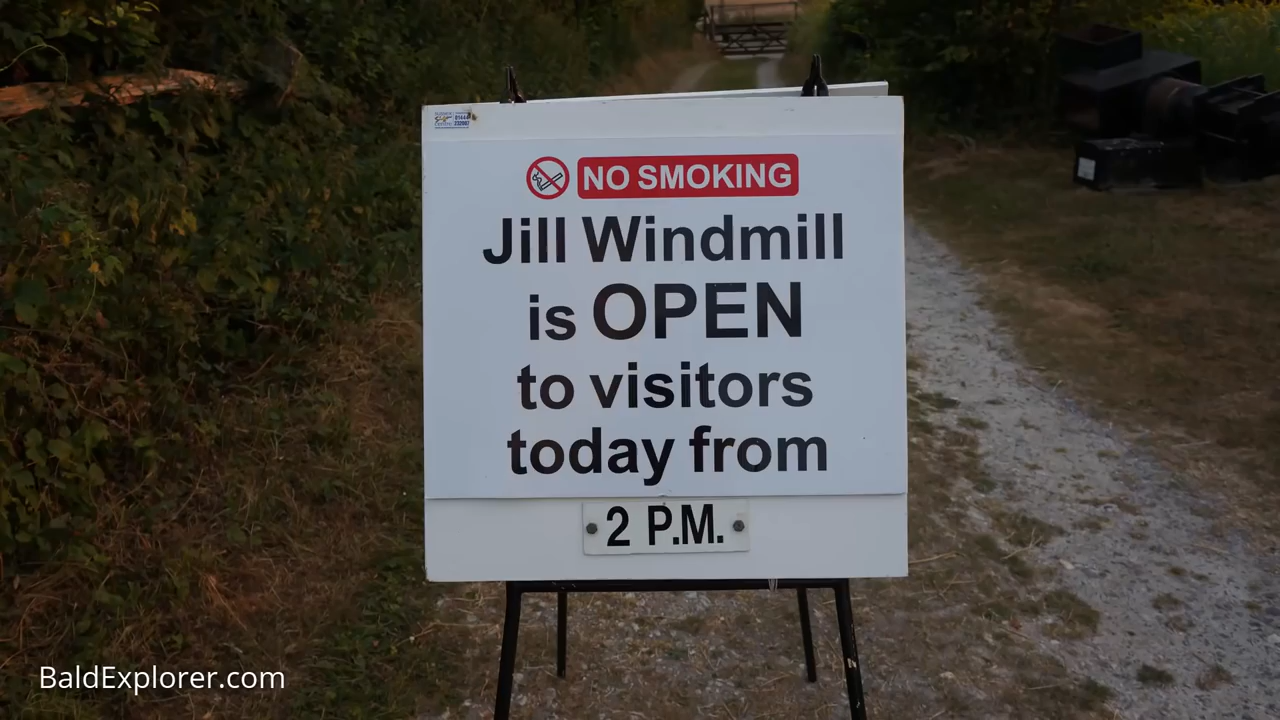 NO SMOKING
Jill Windmill
is OPEN
to visitors
today from
2 P.M.
BaldExplorer.com